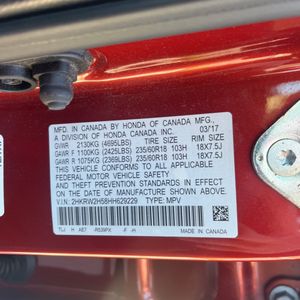 MFD. IN CANADA BY HONDA OF CANADA MFG.,
A DIVISION OF HONDA CANADA INC. 03/17
GVWR 2130KG (4695LBS) TIRE SIZE RIM SIZE
GAWR F 1100KG (2425LBS) 235/60R18 103H 18X7.5J
GAWR R 1075KG (2369LBS) 235/60R18 103H 18X7.5J
THIS VEHICLE CONFORMS TO ALL APPLICABLE
FEDERAL MOTOR VEHICLE SAFETY
STANDARDS IN EFFECT ON THE DATE OF
MANUFACTURE SHOWN ABOVE.
V.I.N: 2HKRW2H58HH629229 TYPE: MPV
MADE IN CANADA